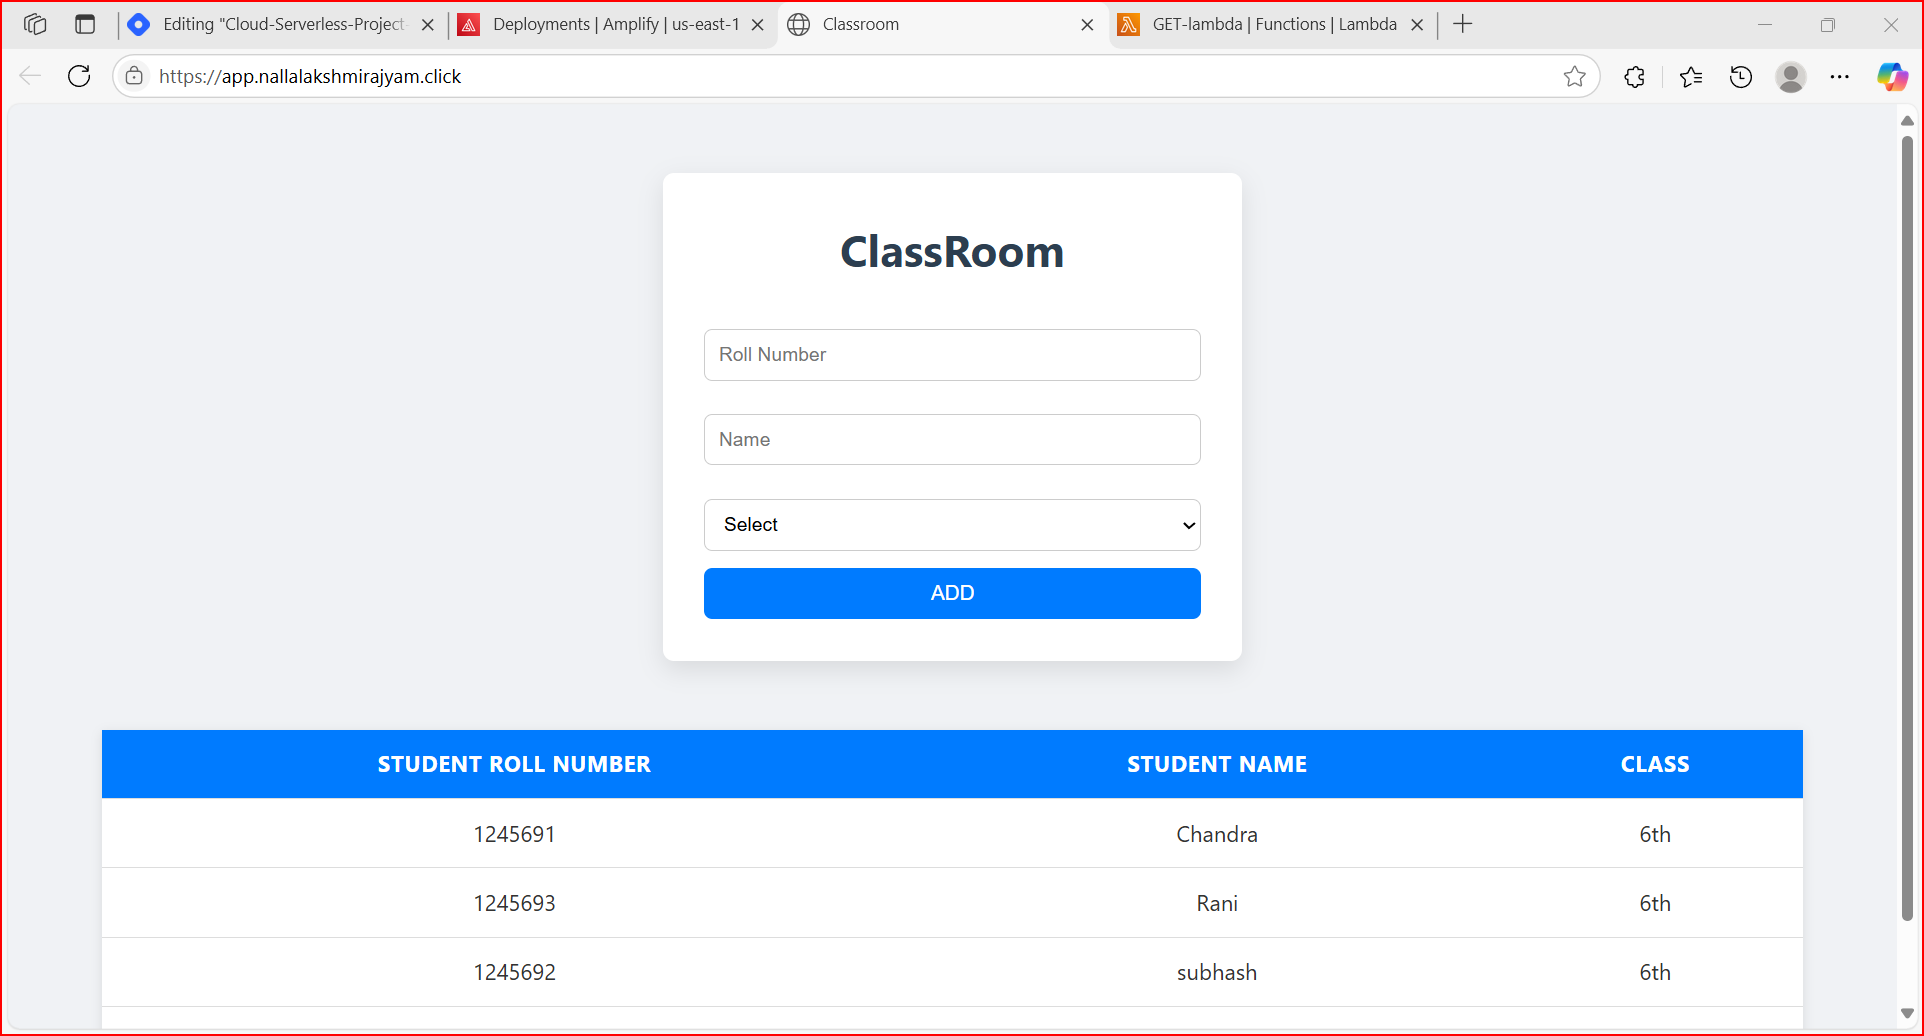 Editing "Cloud-Serverless-Project-
Deployments | Amplify | us-east-1
Classroom
GET-lambda | Functions | Lambda
https://app.nallalakshmirajyam.click
ClassRoom
Roll Number
Name
Select
ADD
STUDENT ROLL NUMBER STUDENT NAME CLASS
1245691 Chandra 6th
1245693 Rani 6th
1245692 subhash 6th